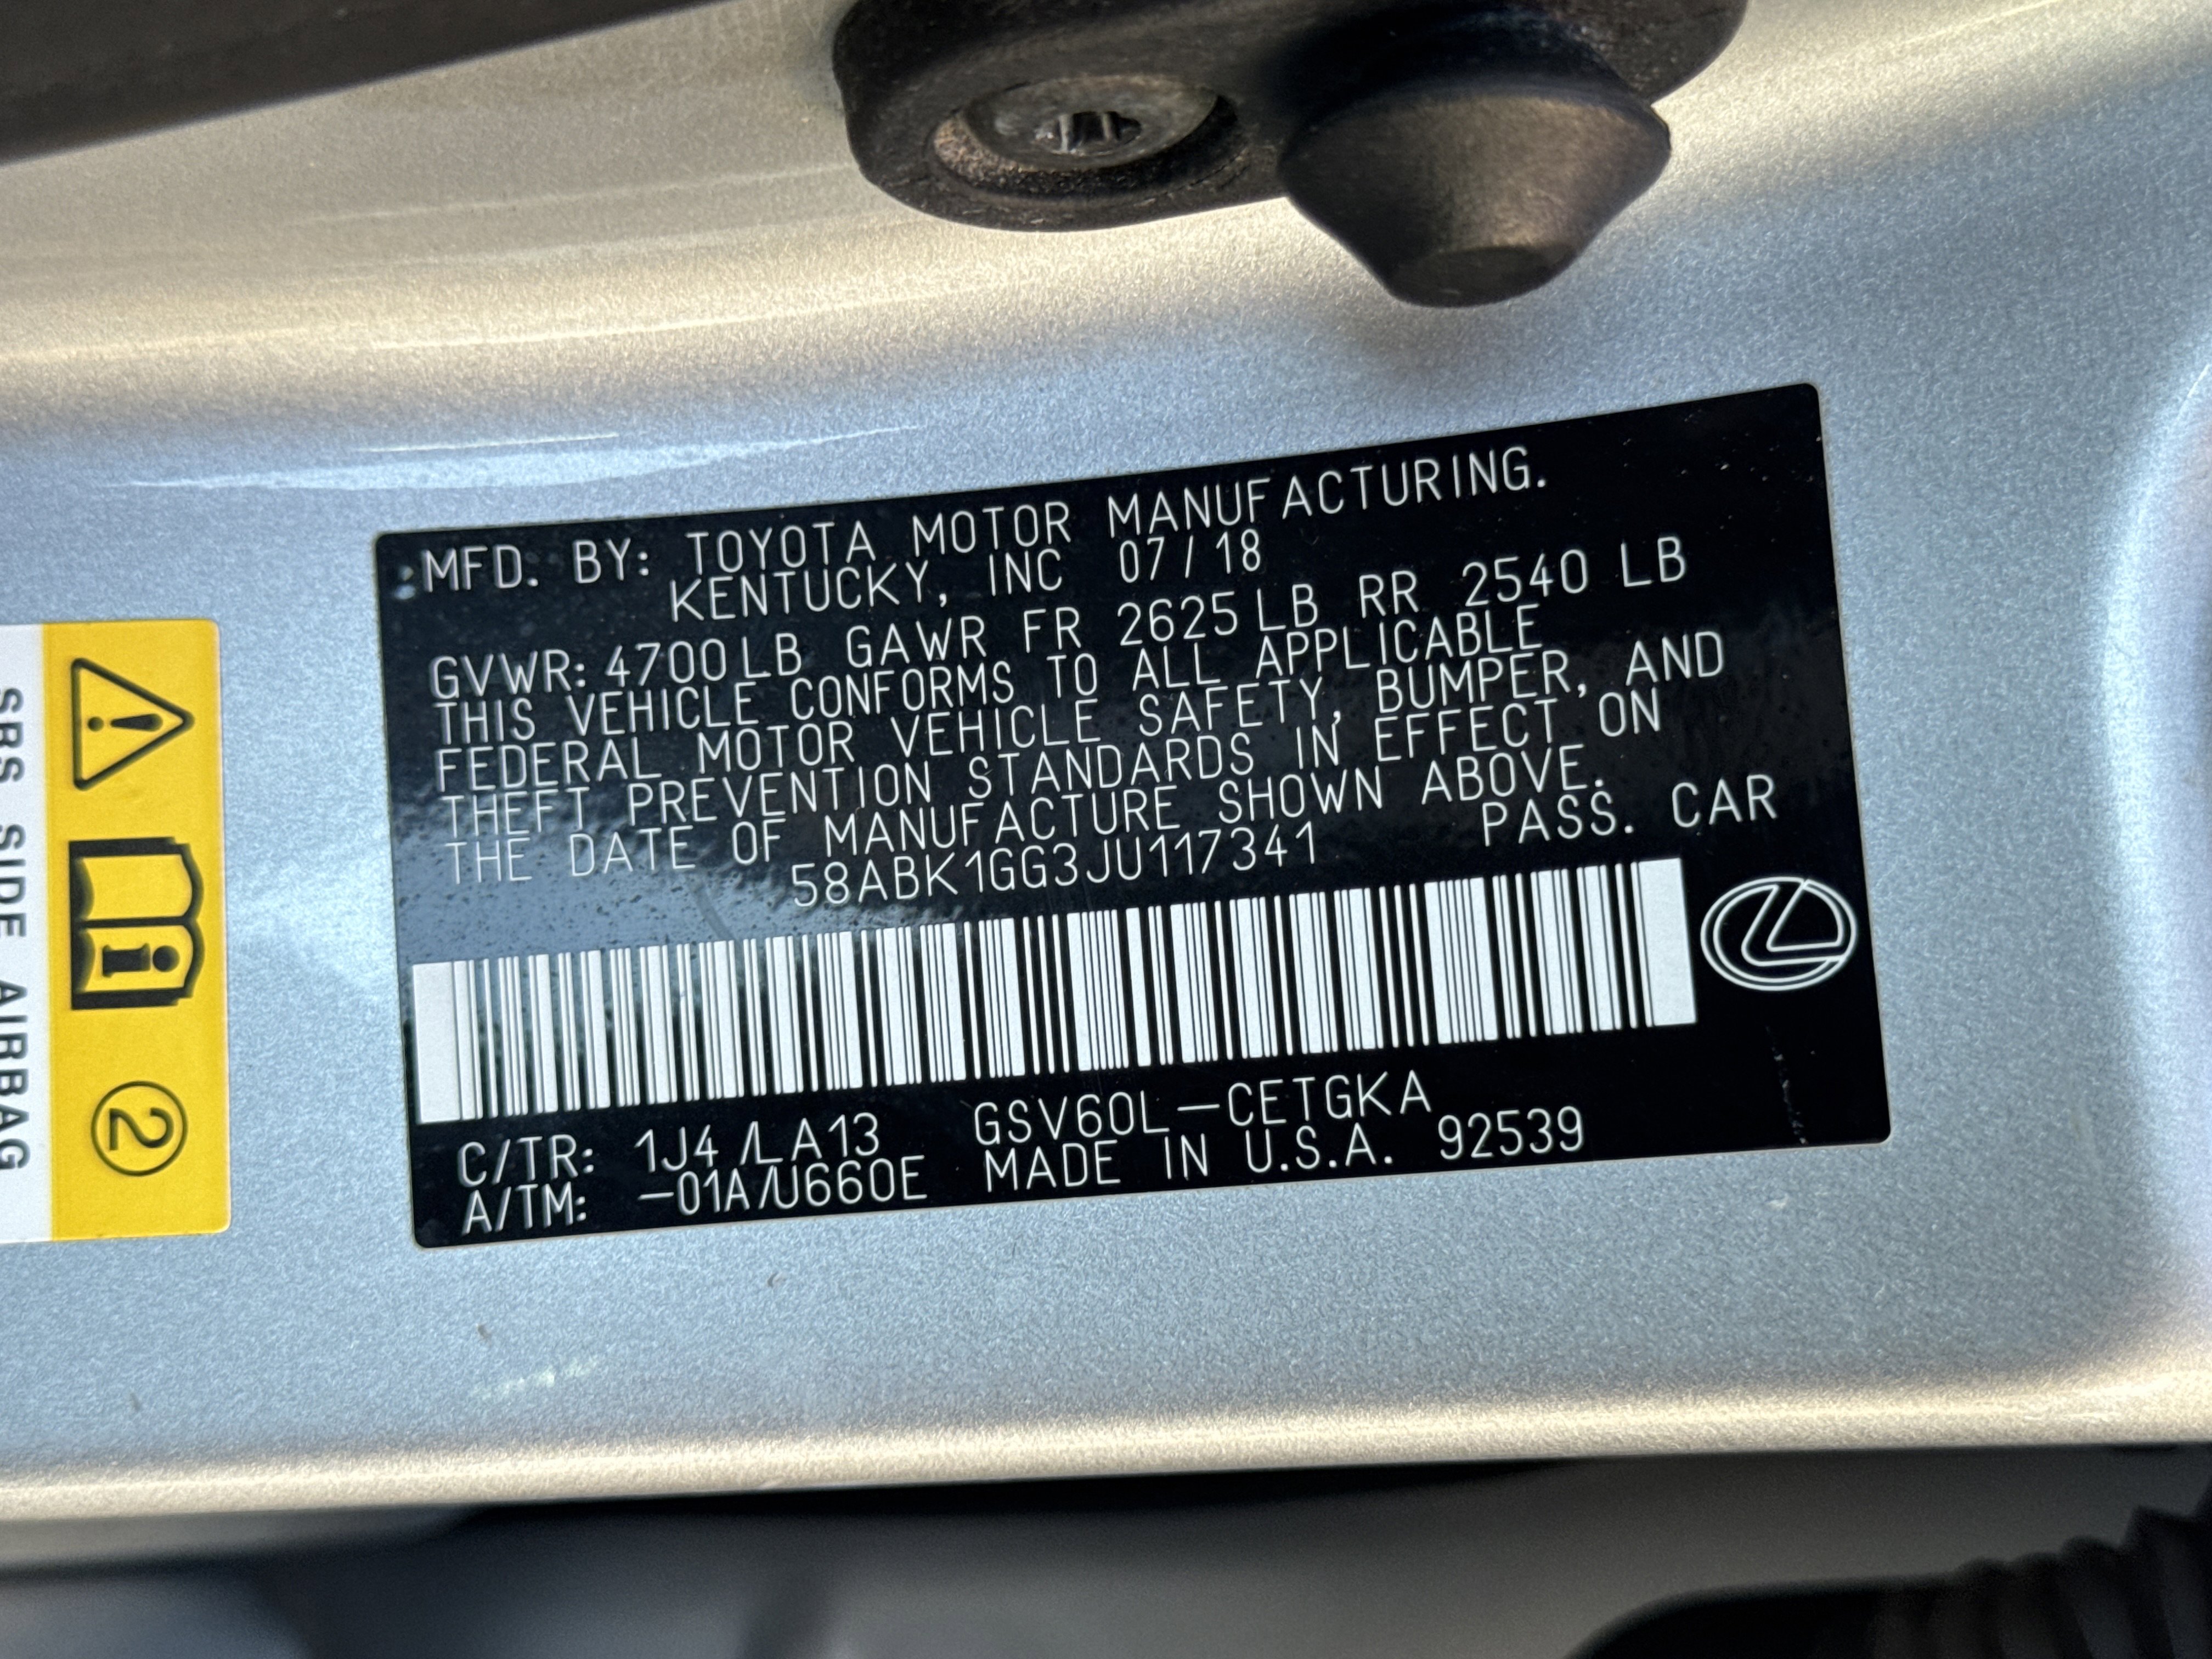 MFD. BY: TOYOTA MOTOR MANUFACTURING.
KENTUCKY, INC 07/18
GVWR: 4700LB GAWR FR 2625LB RR 2540 LB
THIS VEHICLE CONFORMS TO ALL APPLICABLE
FEDERAL MOTOR VEHICLE SAFETY, BUMPER, AND
THEFT PREVENTION STANDARDS IN EFFECT ON
THE DATE OF MANUFACTURE SHOWN ABOVE.
58ABK1GG3JU117341 PASS. CAR
C/TR: 1J4 /LA13 GSV60L-CETGKA
A/TM: -01A/U660E MADE IN U.S.A. 92539
SRS SIDE AIRBAG
2